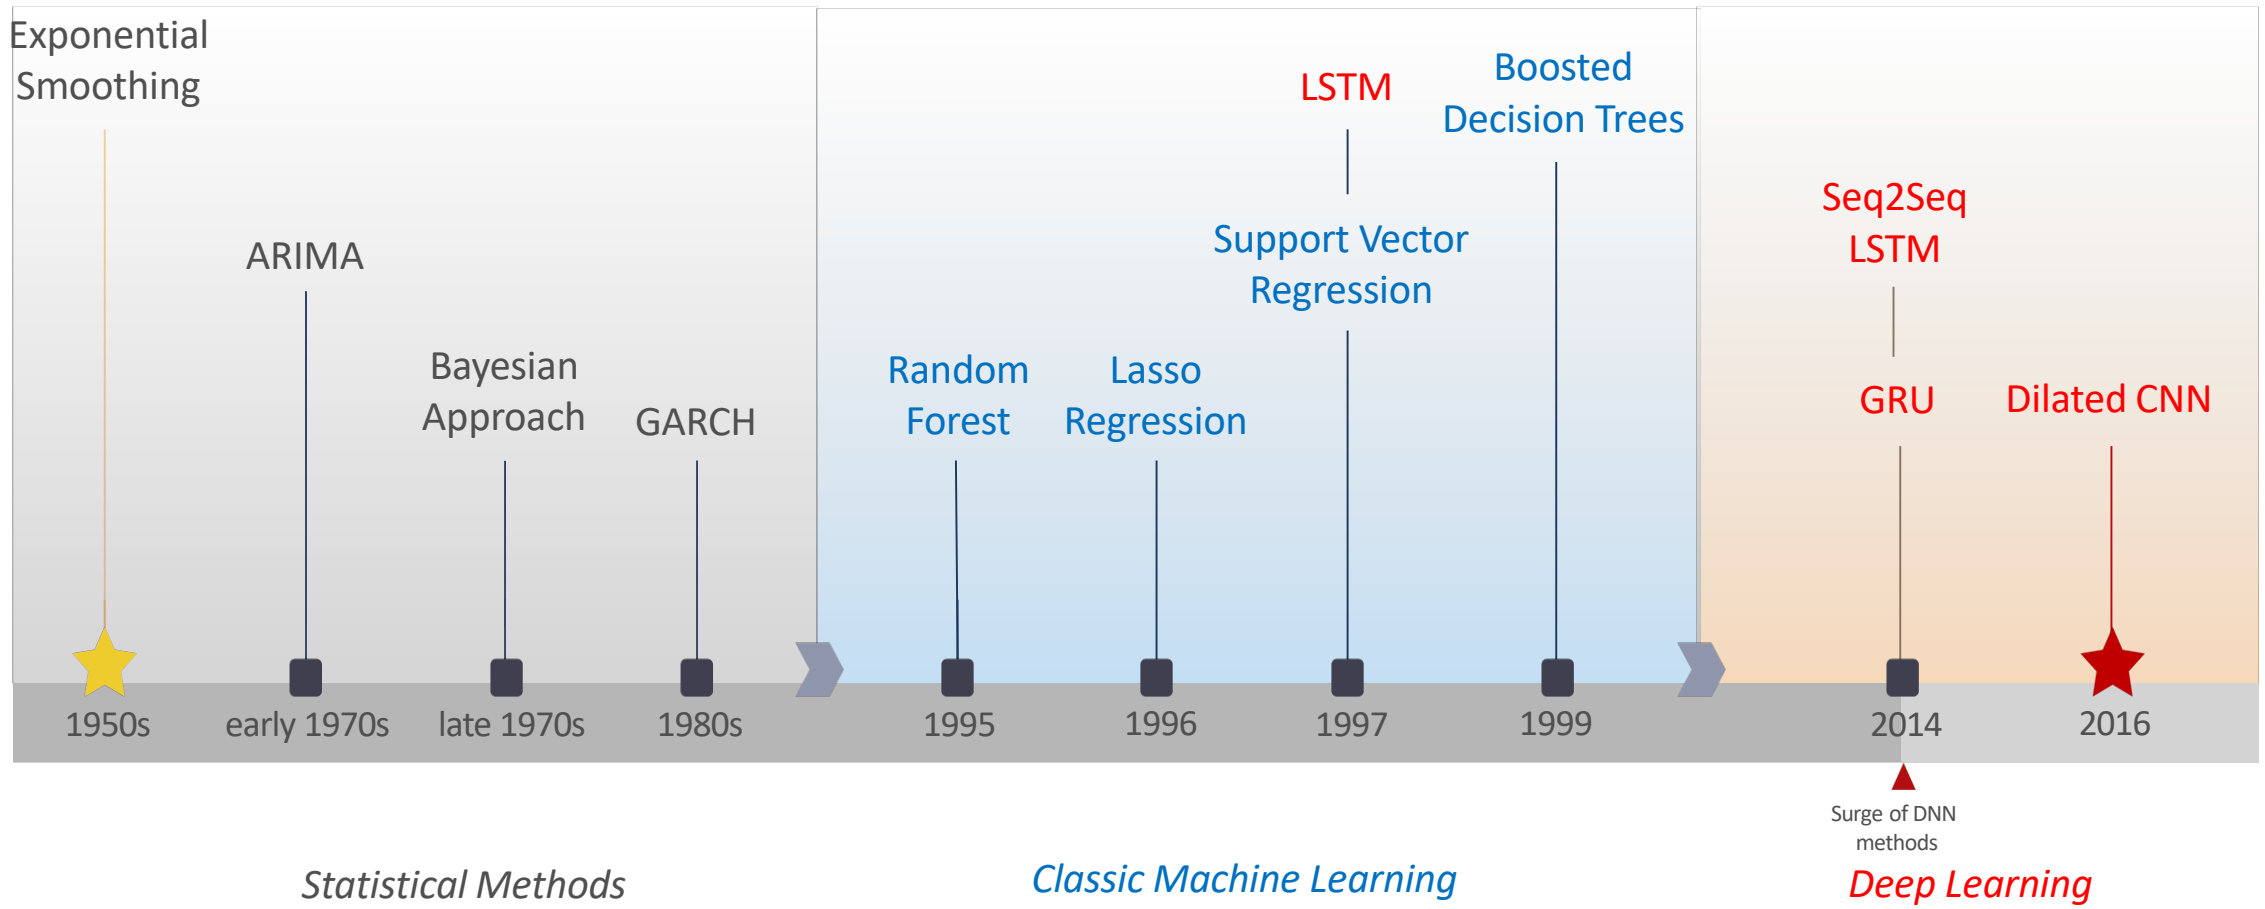 Exponential
Smoothing
ARIMA
Bayesian
Approach
GARCH
Random
Forest
Lasso
Regression
LSTM
Support Vector
Regression
Boosted
Decision Trees
Seq2Seq
LSTM
GRU
Dilated CNN
1950s
early 1970s
late 1970s
1980s
1995
1996
1997
1999
2014
2016
Surge of DNN
methods
Statistical Methods
Classic Machine Learning
Deep Learning